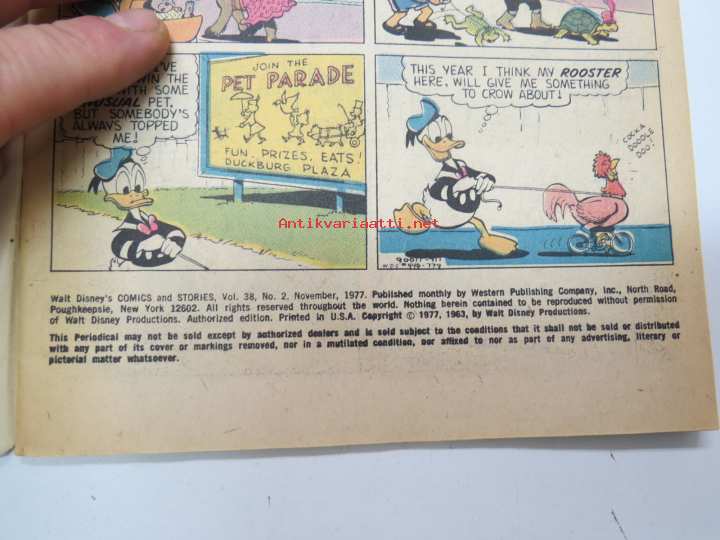 I'VE
WIN THE
WITH SOME
UNUSUAL PET,
BUT SOMEBODY'S
ALWAYS TOPPED
ME!
JOIN THE
PET PARADE
FUN, PRIZES, EATS!
DUCKBURG PLAZA
THIS YEAR I THINK MY ROOSTER
HERE, WILL GIVE ME SOMETHING
TO CROW ABOUT!
COCKA
DOODLE
DOO!
Antikvariaatti.net
Walt Disney's COMICS and STORIES, Vol. 38, No. 2. November, 1977. Published monthly by Western Publishing Company, Inc., North Road,
Poughkeepsie, New York 12602. All rights reserved throughout the world. Nothing berein contained to be reproduced without permission
of Walt Disney Productions. Authorized edition. Printed in U.S.A. Copyright © 1977, 1963, by Walt Disney Productions.
This Periodical may not be sold except by authorized dealers and is sold subject to the conditions that it shall not be sold or distributed
with any part of its cover or markings removed, nor in a mutilated condition, nor affixed to nor as part of any advertising, literary or
pictorial matter whatsoever.